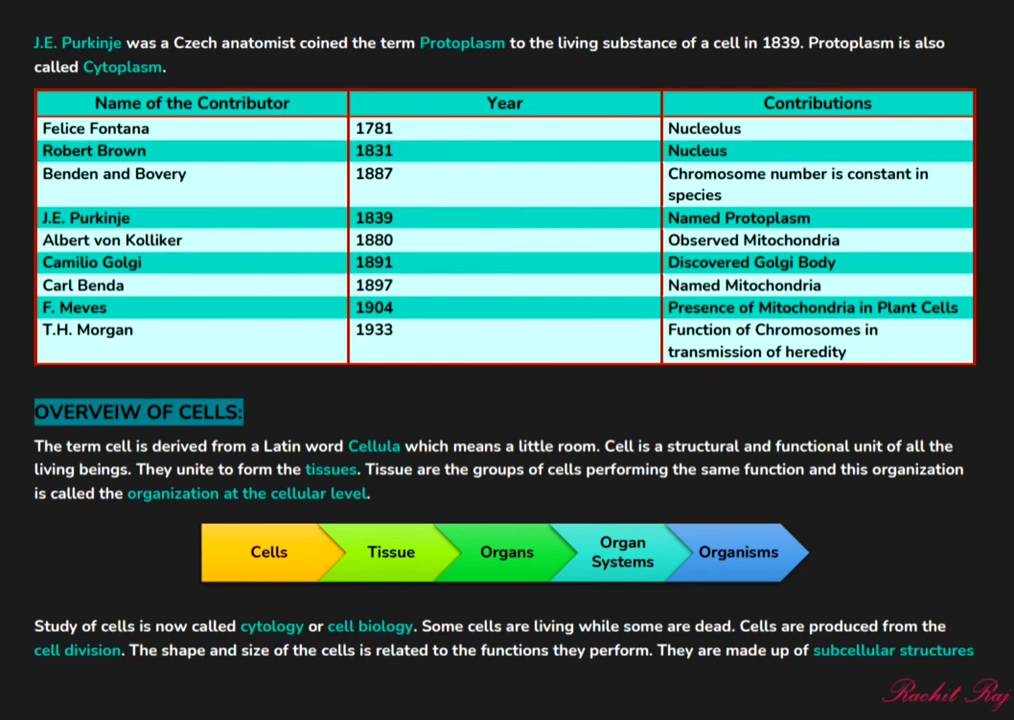 J.E. Purkinje was a Czech anatomist coined the term Protoplasm to the living substance of a cell in 1839. Protoplasm is also
called Cytoplasm.
Name of the Contributor Year Contributions
Felice Fontana 1781 Nucleolus
Robert Brown 1831 Nucleus
Benden and Bovery 1887 Chromosome number is constant in
species
J.E. Purkinje 1839 Named Protoplasm
Albert von Kolliker 1880 Observed Mitochondria
Camilio Golgi 1891 Discovered Golgi Body
Carl Benda 1897 Named Mitochondria
F. Meves 1904 Presence of Mitochondria in Plant Cells
T.H. Morgan 1933 Function of Chromosomes in
transmission of heredity
OVERVEIW OF CELLS:
The term cell is derived from a Latin word Cellula which means a little room. Cell is a structural and functional unit of all the
living beings. They unite to form the tissues. Tissue are the groups of cells performing the same function and this organization
is called the organization at the cellular level.
Cells Tissue Organs Organ Systems Organisms
Study of cells is now called cytology or cell biology. Some cells are living while some are dead. Cells are produced from the
cell division. The shape and size of the cells is related to the functions they perform. They are made up of subcellular structures
Rachit Raj